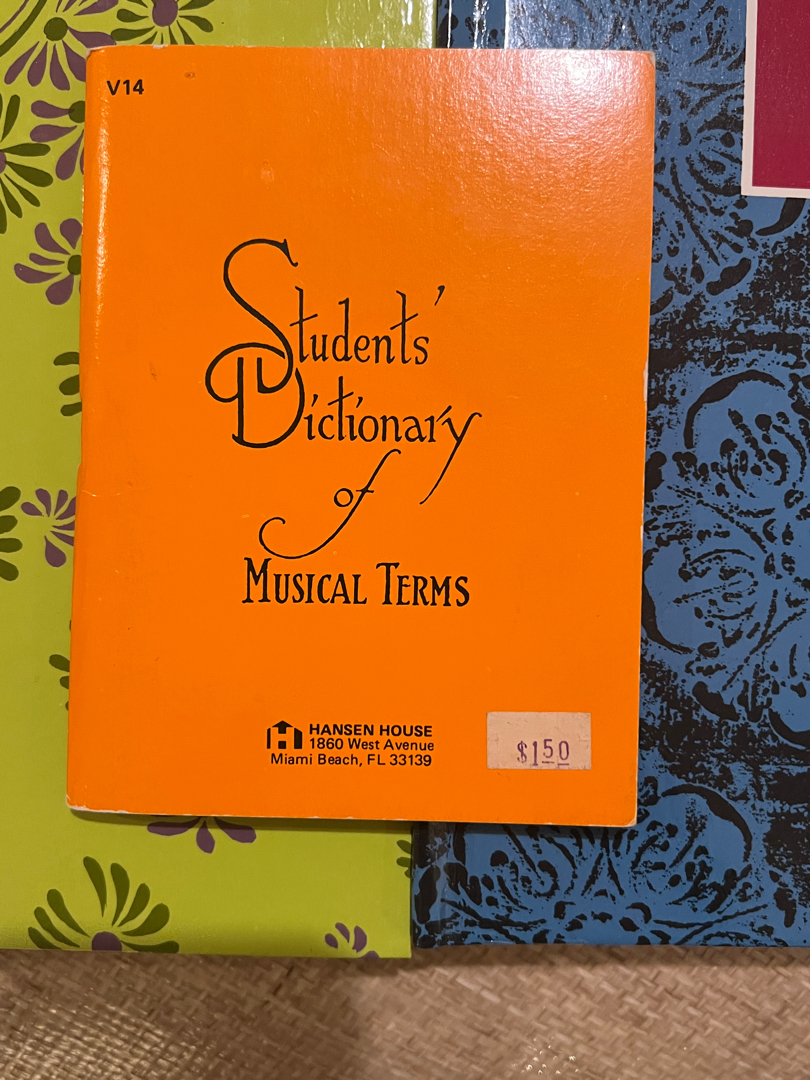 V14
Students'
Dictionary
of
MUSICAL TERMS
HANSEN HOUSE
1860 West Avenue
Miami Beach, FL 33139
$1.50